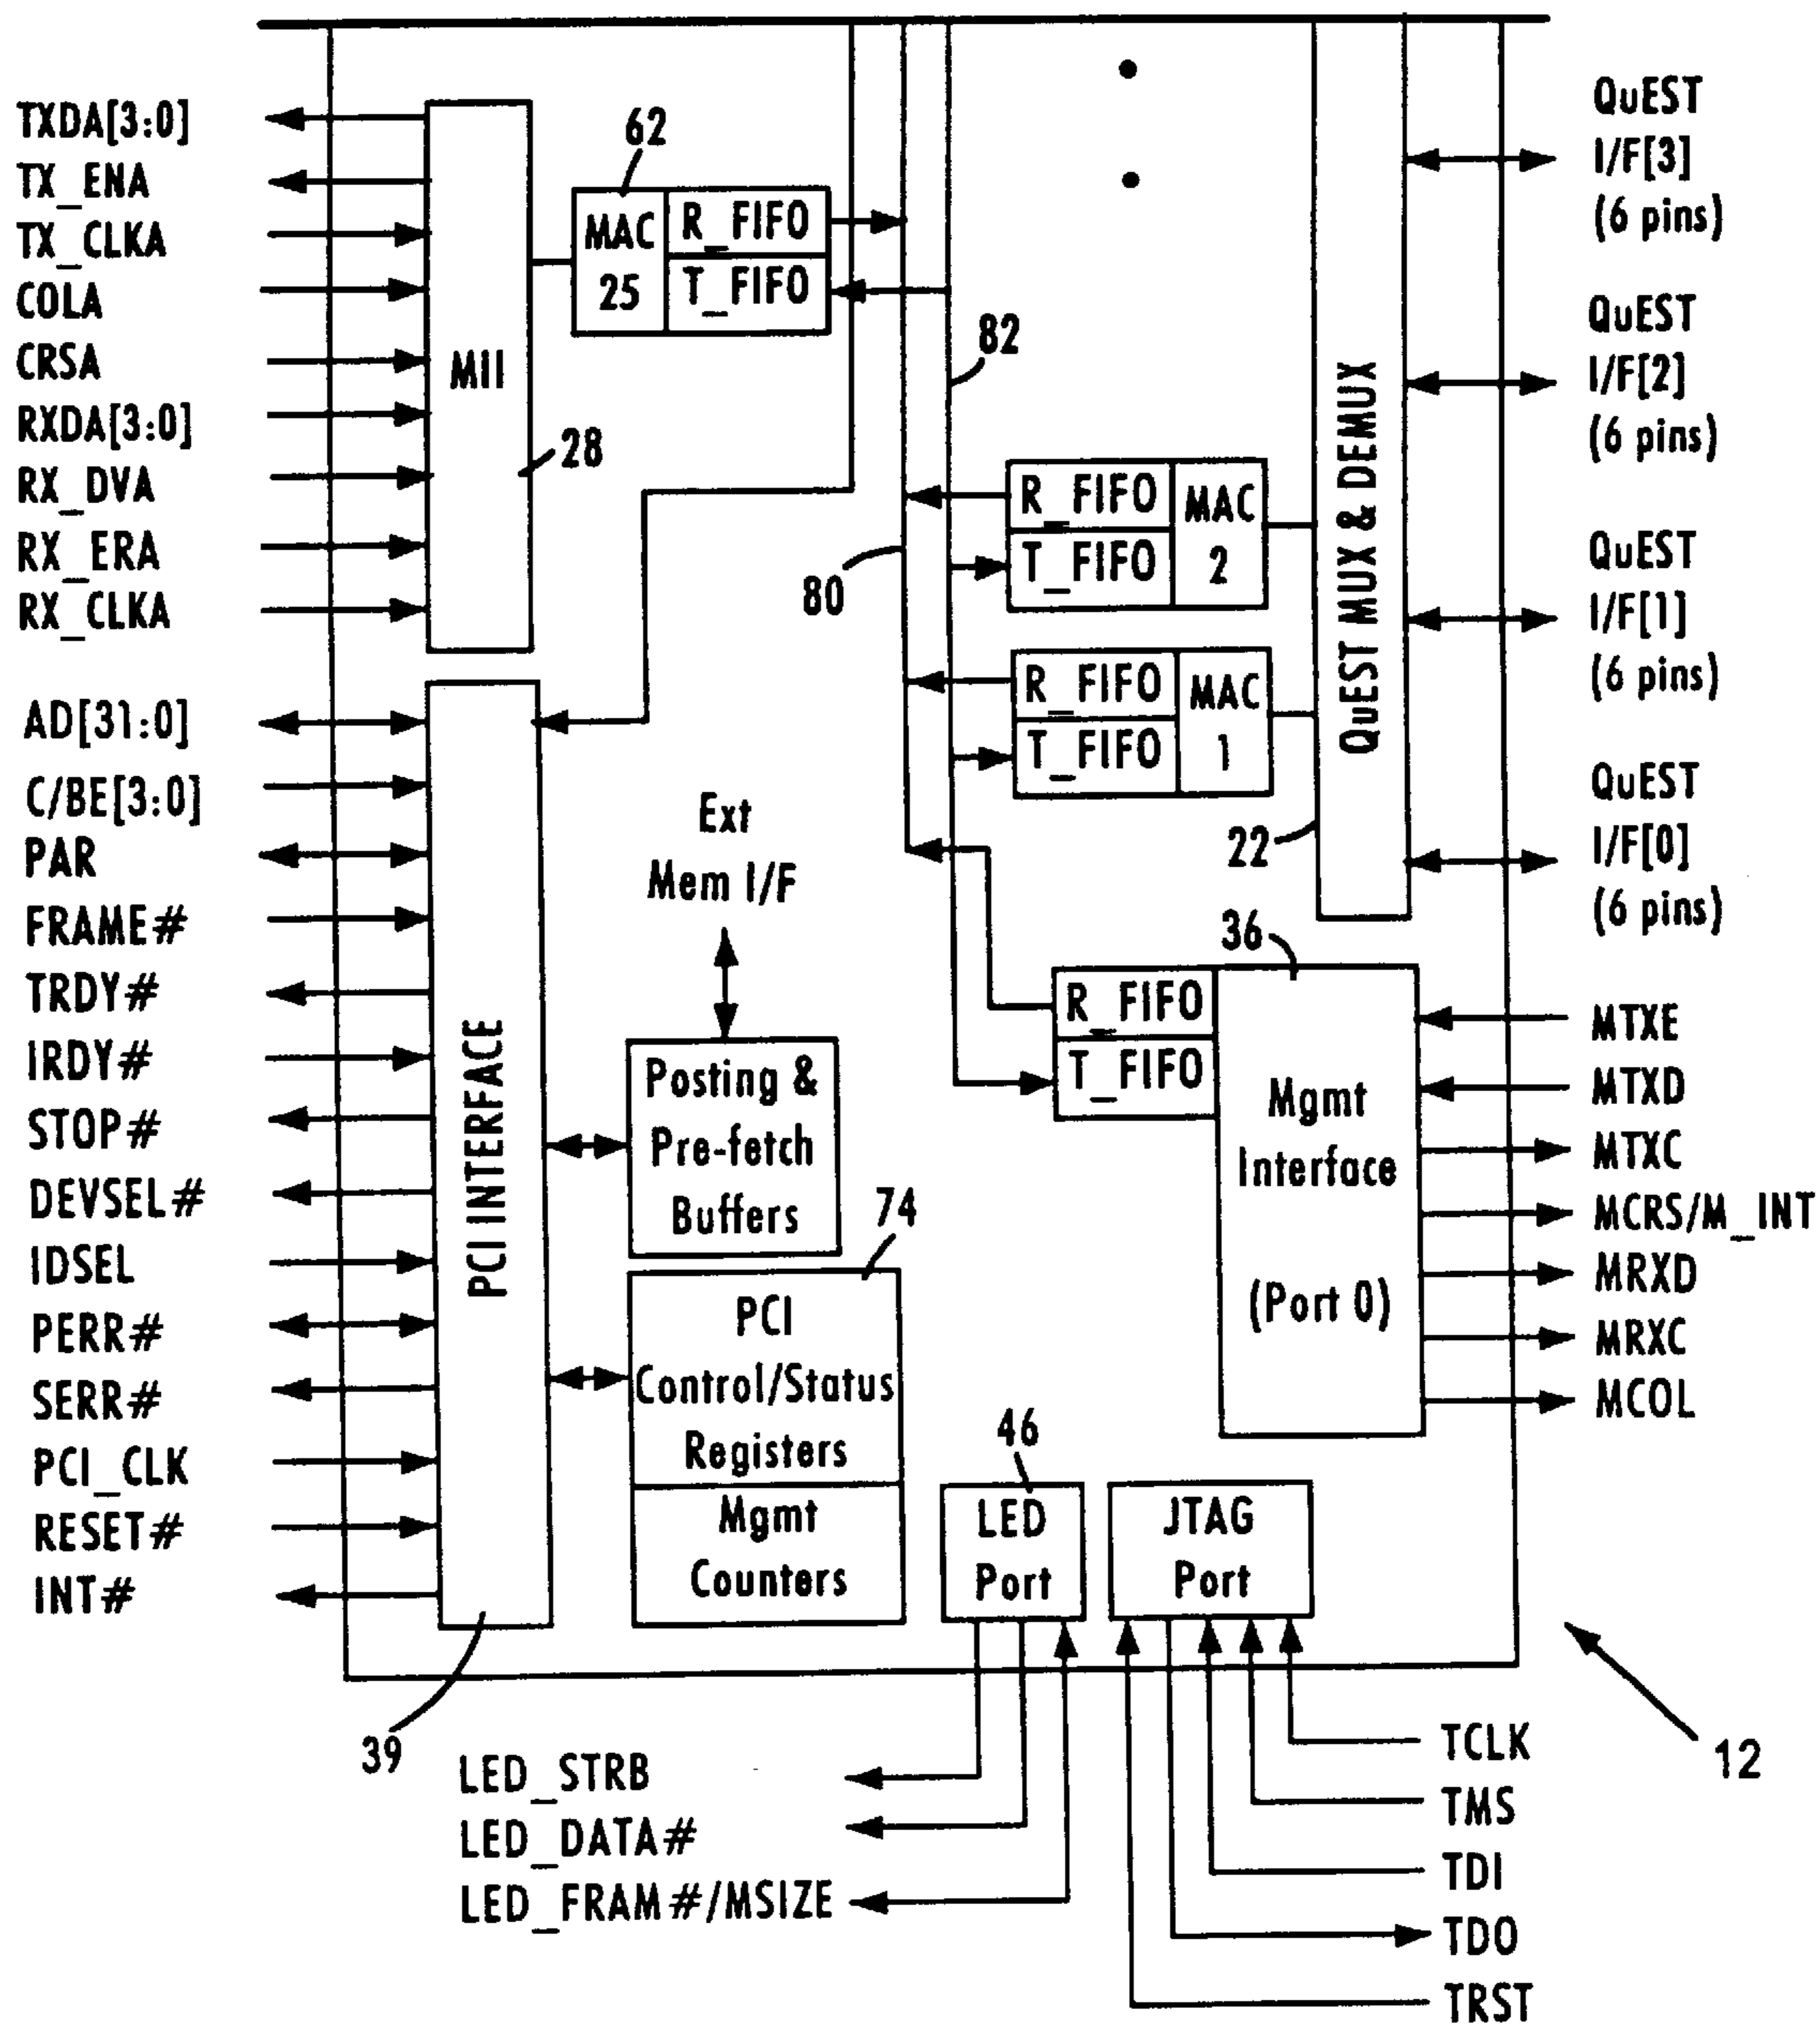 TXDA[3:0]
TX_ENA
TX_CLKA
COLA
CRSA
RXDA[3:0]
RX_DVA
RX_ERA
RX_CLKA
MII
28
62
MAC
25
R_FIFO
T_FIFO
82
80
R_FIFO
T_FIFO
MAC
2
R_FIFO
T_FIFO
MAC
1
QuEST MUX & DEMUX
22
QuEST
I/F[3]
(6 pins)
QuEST
I/F[2]
(6 pins)
QuEST
I/F[1]
(6 pins)
QuEST
I/F[0]
(6 pins)
AD[31:0]
C/BE[3:0]
PAR
FRAME#
TRDY#
IRDY#
STOP#
DEVSEL#
IDSEL
PERR#
SERR#
PCI_CLK
RESET#
INT#
PCI INTERFACE
39
Ext
Mem I/F
Posting &
Pre-fetch
Buffers
74
PCI
Control/Status
Registers
Mgmt
Counters
36
R_FIFO
T_FIFO
Mgmt
Interface
(Port 0)
MTXE
MTXD
MTXC
MCRS/M_INT
MRXD
MRXC
MCOL
46
LED
Port
JTAG
Port
LED_STRB
LED_DATA#
LED_FRAM#/MSIZE
TCLK
TMS
TDI
TDO
TRST
12